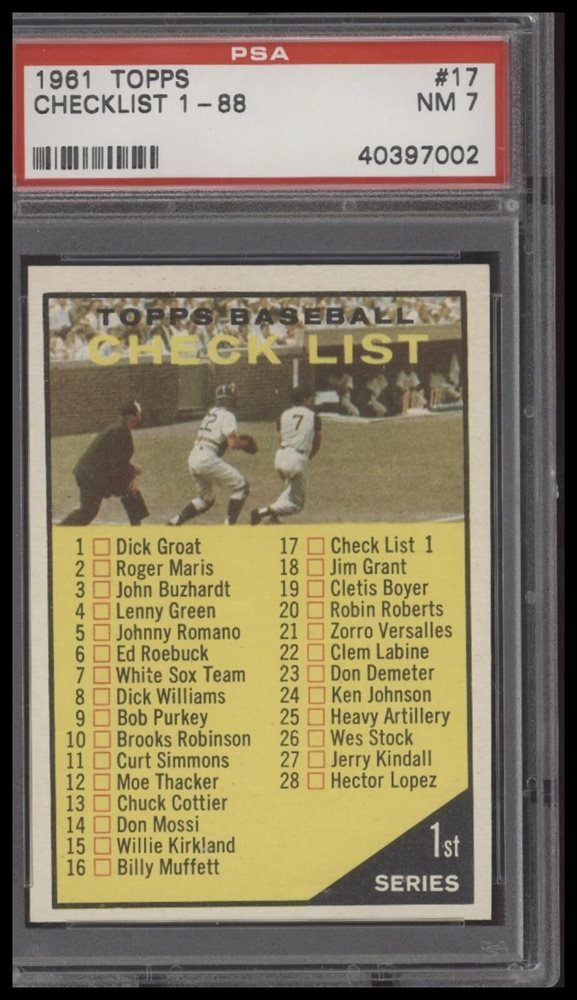 PSA
1961 TOPPS #17
CHECKLIST 1-88 NM 7
40397002
TOPPS BASEBALL
CHECK LIST
2 7
1 Dick Groat
2 Roger Maris
3 John Buzhardt
4 Lenny Green
5 Johnny Romano
6 Ed Roebuck
7 White Sox Team
8 Dick Williams
9 Bob Purkey
10 Brooks Robinson
11 Curt Simmons
12 Moe Thacker
13 Chuck Cottier
14 Don Mossi
15 Willie Kirkland
16 Billy Muffett
17 Check List 1
18 Jim Grant
19 Cletis Boyer
20 Robin Roberts
21 Zorro Versalles
22 Clem Labine
23 Don Demeter
24 Ken Johnson
25 Heavy Artillery
26 Wes Stock
27 Jerry Kindall
28 Hector Lopez
1st
SERIES